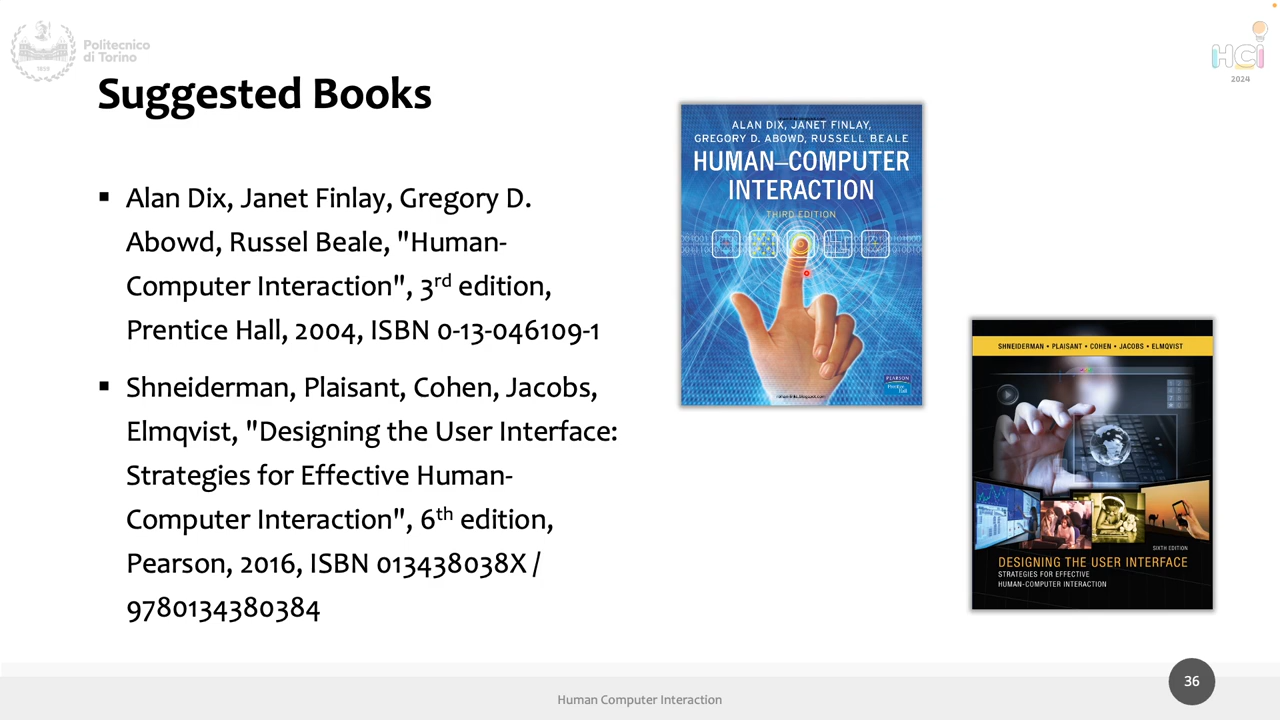 Politecnico
di Torino
1859
HCI
2024
Suggested Books
▪ Alan Dix, Janet Finlay, Gregory D.
Abowd, Russel Beale, "Human-
Computer Interaction", 3rd edition,
Prentice Hall, 2004, ISBN 0-13-046109-1
▪ Shneiderman, Plaisant, Cohen, Jacobs,
Elmqvist, "Designing the User Interface:
Strategies for Effective Human-
Computer Interaction", 6th edition,
Pearson, 2016, ISBN 013438038X /
9780134380384
ALAN DIX, JANET FINLAY,
GREGORY D. ABOWD, RUSSELL BEALE
HUMAN–COMPUTER
INTERACTION
THIRD EDITION
PEARSON
Prentice
Hall
SHNEIDERMAN • PLAISANT • COHEN • JACOBS • ELMQVIST
SIXTH EDITION
DESIGNING THE USER INTERFACE
STRATEGIES FOR EFFECTIVE
HUMAN-COMPUTER INTERACTION
Human Computer Interaction
36